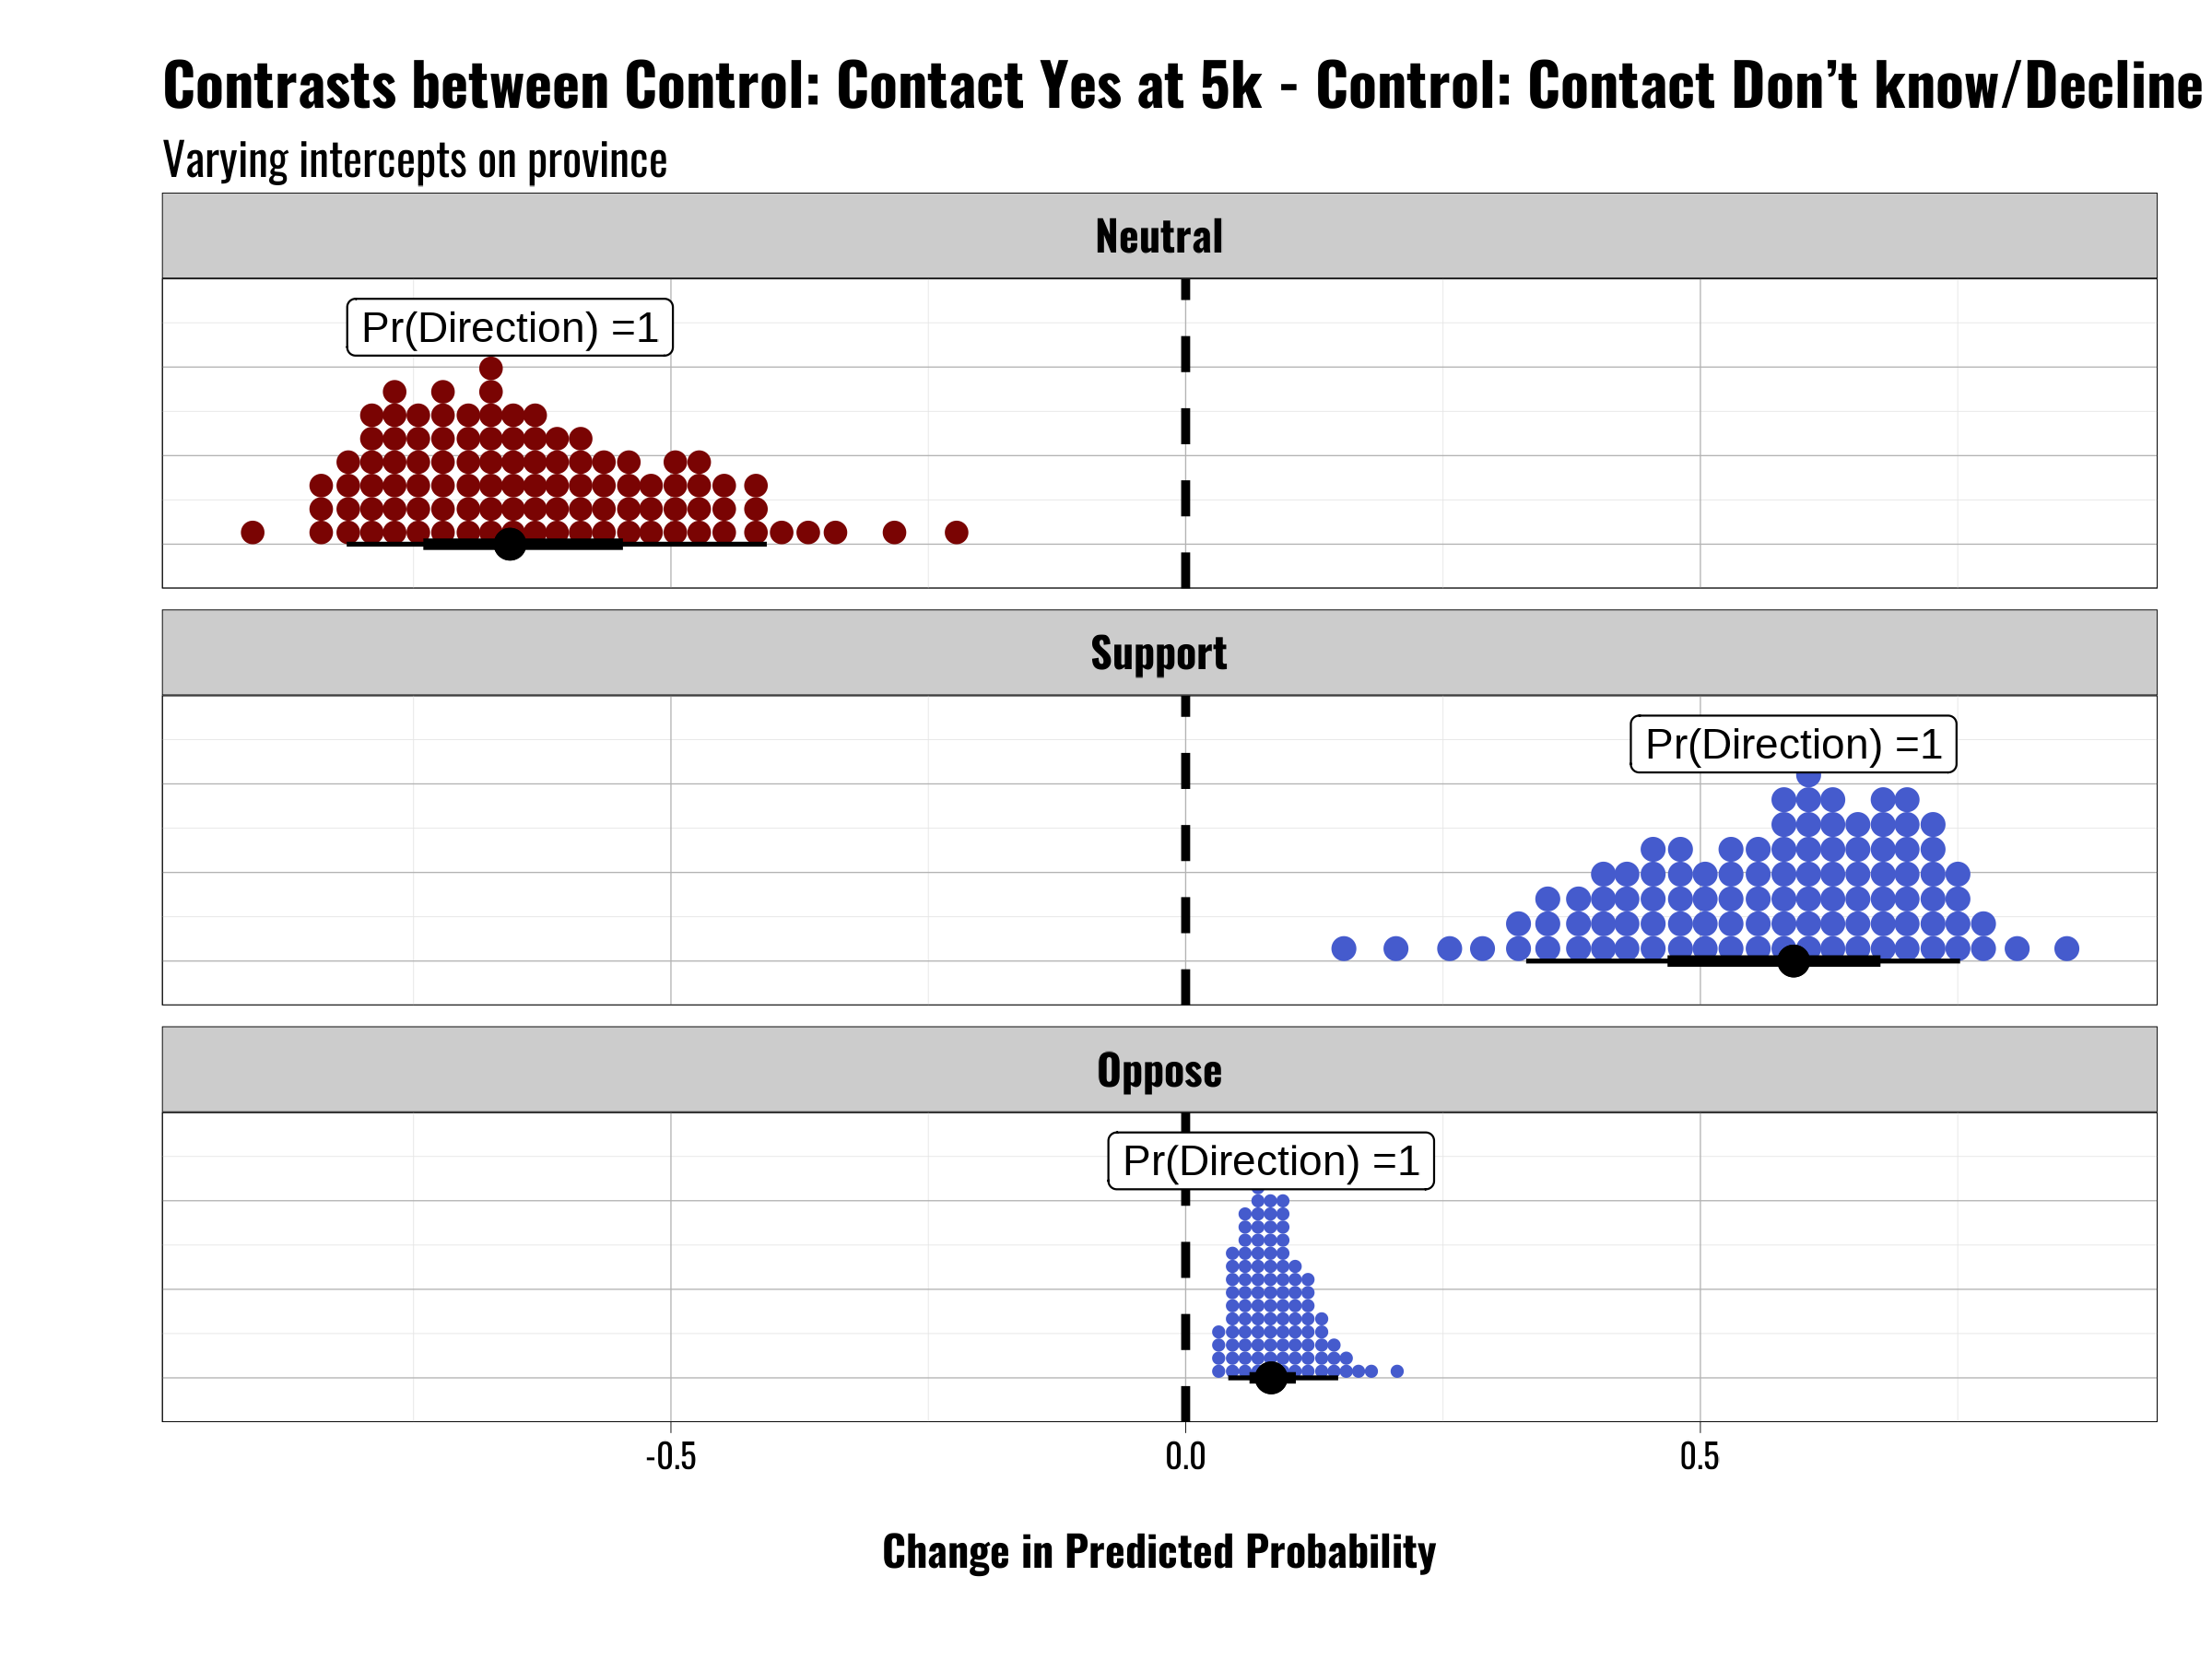 Contrasts between Control: Contact Yes at 5k - Control: Contact Don’t know/Decline
Varying intercepts on province
Neutral
Pr(Direction) =1
Support
Pr(Direction) =1
Oppose
Pr(Direction) =1
-0.5 0.0 0.5
Change in Predicted Probability